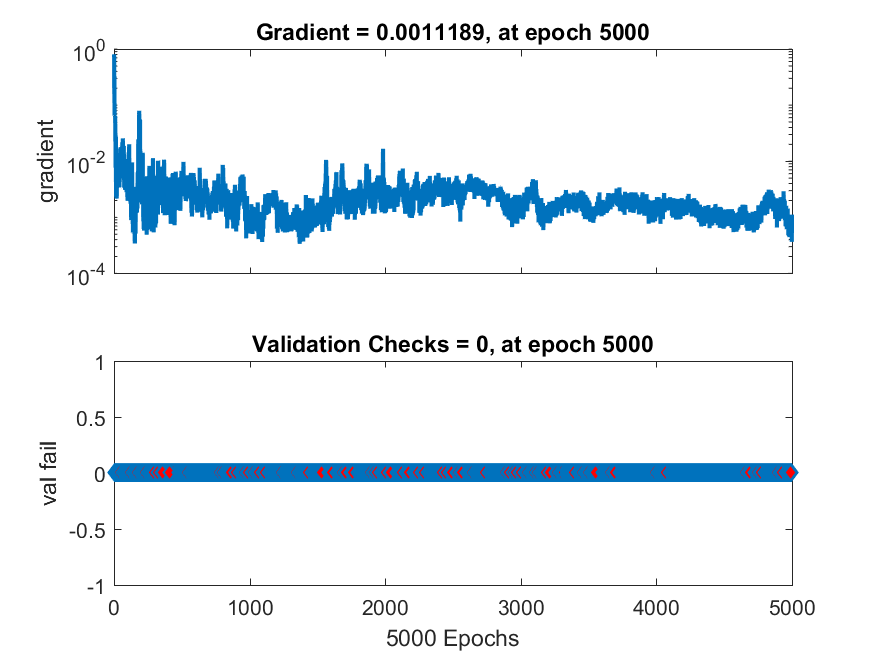 Gradient = 0.0011189, at epoch 5000
10^0
10^-2
10^-4
gradient
Validation Checks = 0, at epoch 5000
1
0.5
0
-0.5
-1
val fail
0 1000 2000 3000 4000 5000
5000 Epochs